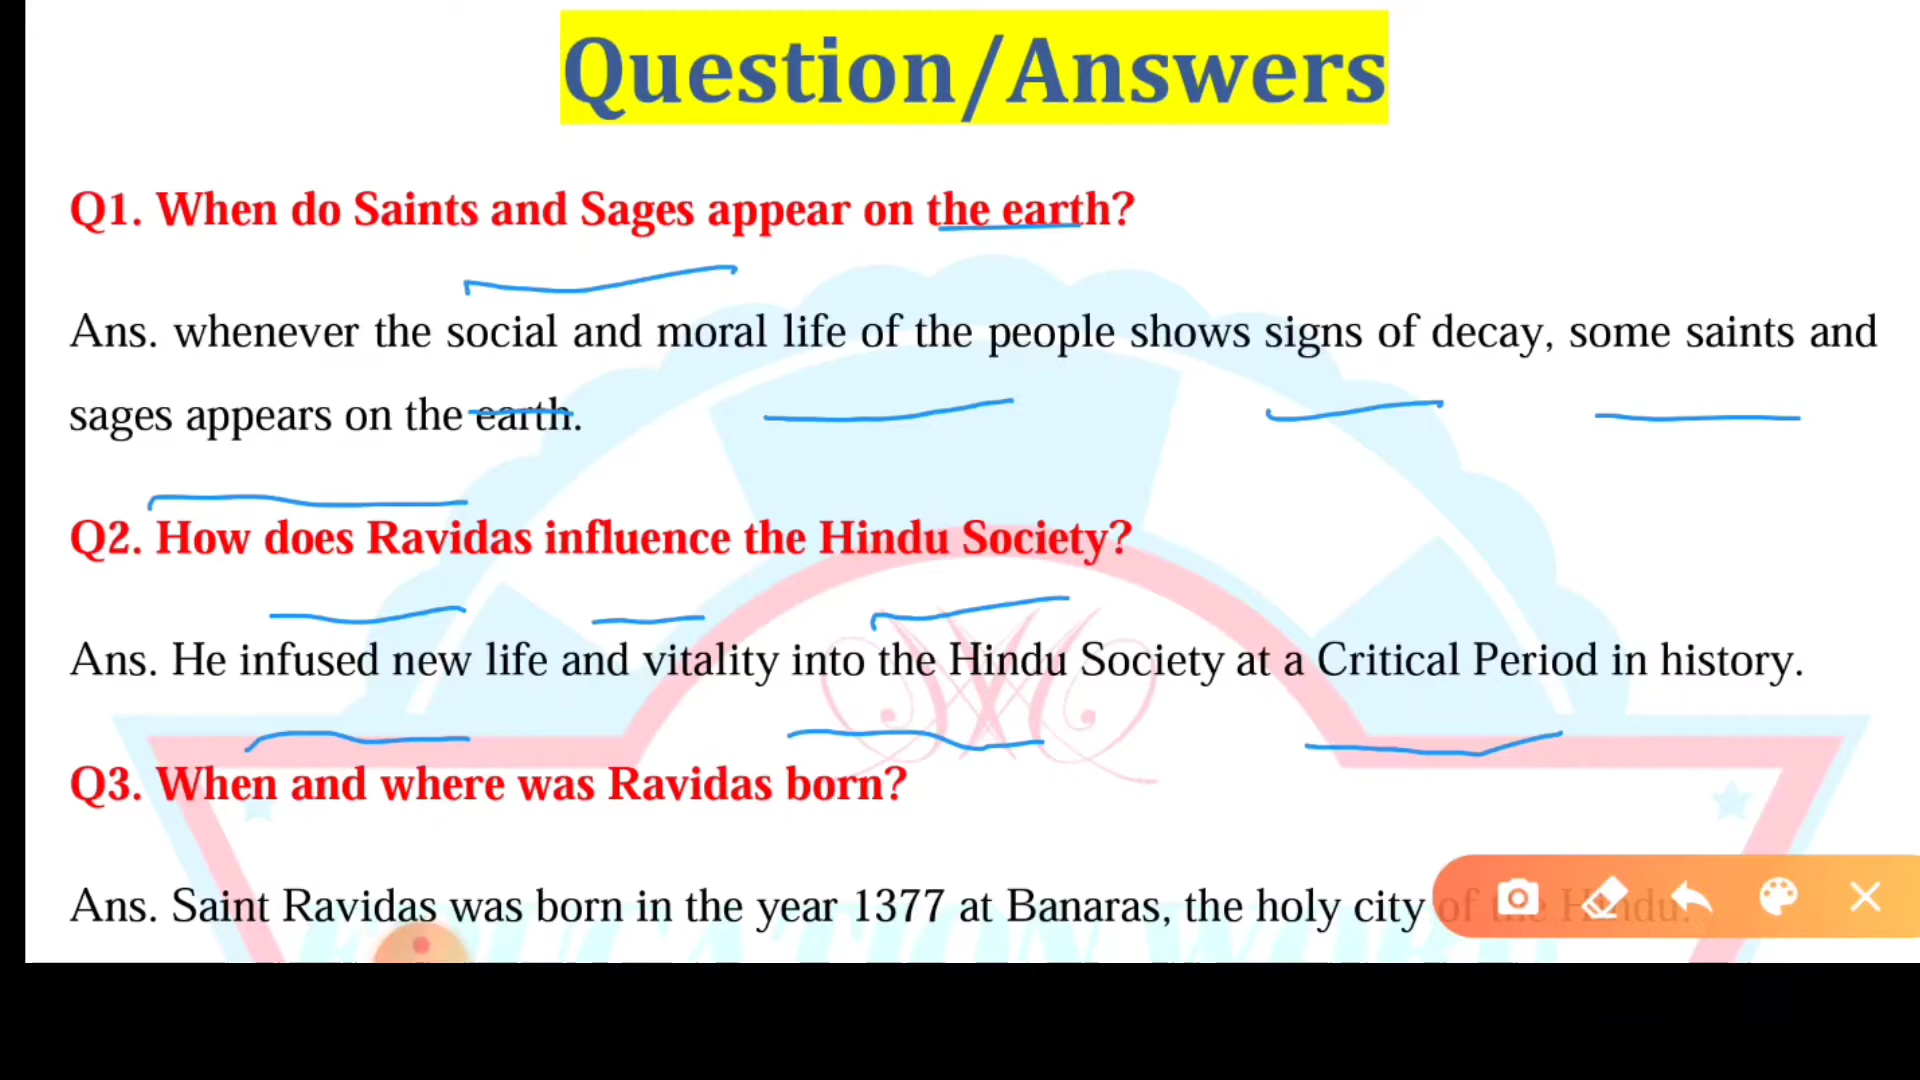 Question/Answers
Q1. When do Saints and Sages appear on the earth?
Ans. whenever the social and moral life of the people shows signs of decay, some saints and
sages appears on the earth.
Q2. How does Ravidas influence the Hindu Society?
Ans. He infused new life and vitality into the Hindu Society at a Critical Period in history.
Q3. When and where was Ravidas born?
Ans. Saint Ravidas was born in the year 1377 at Banaras, the holy city of the Hindu.